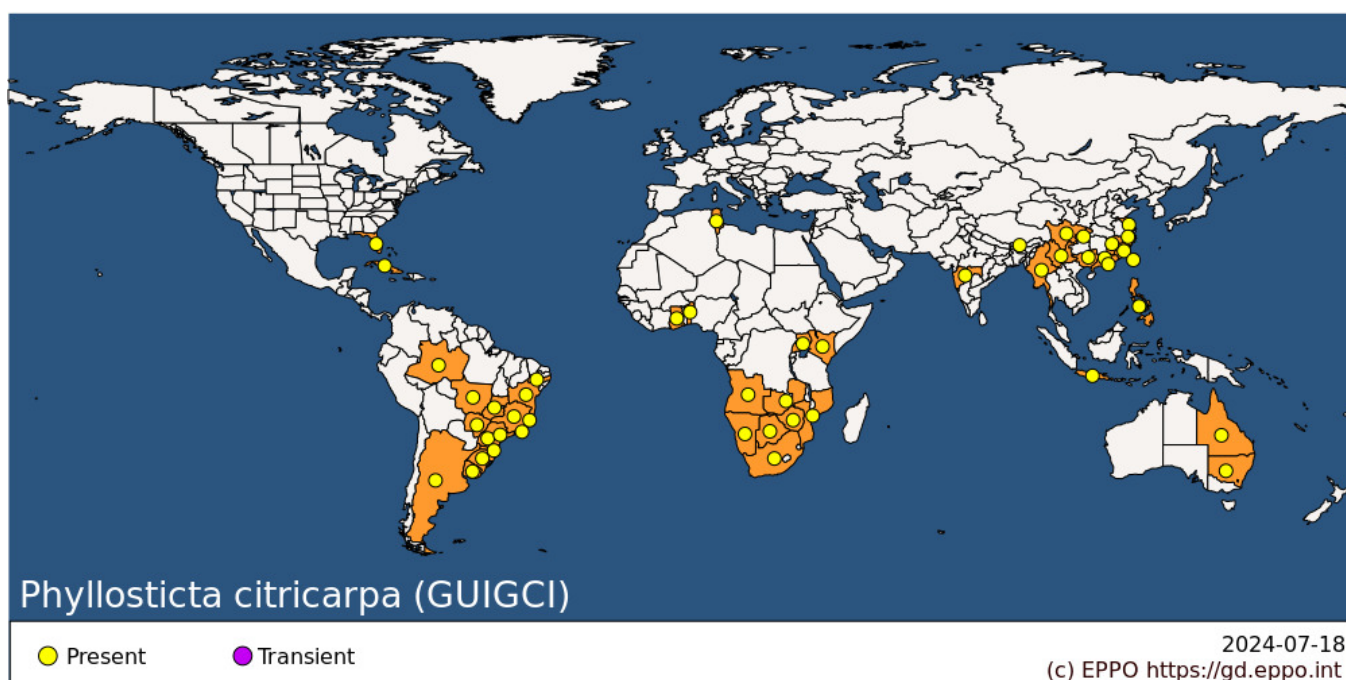 Phyllosticta citricarpa (GUIGCI)
Present
Transient
2024-07-18
(c) EPPO https://gd.eppo.int